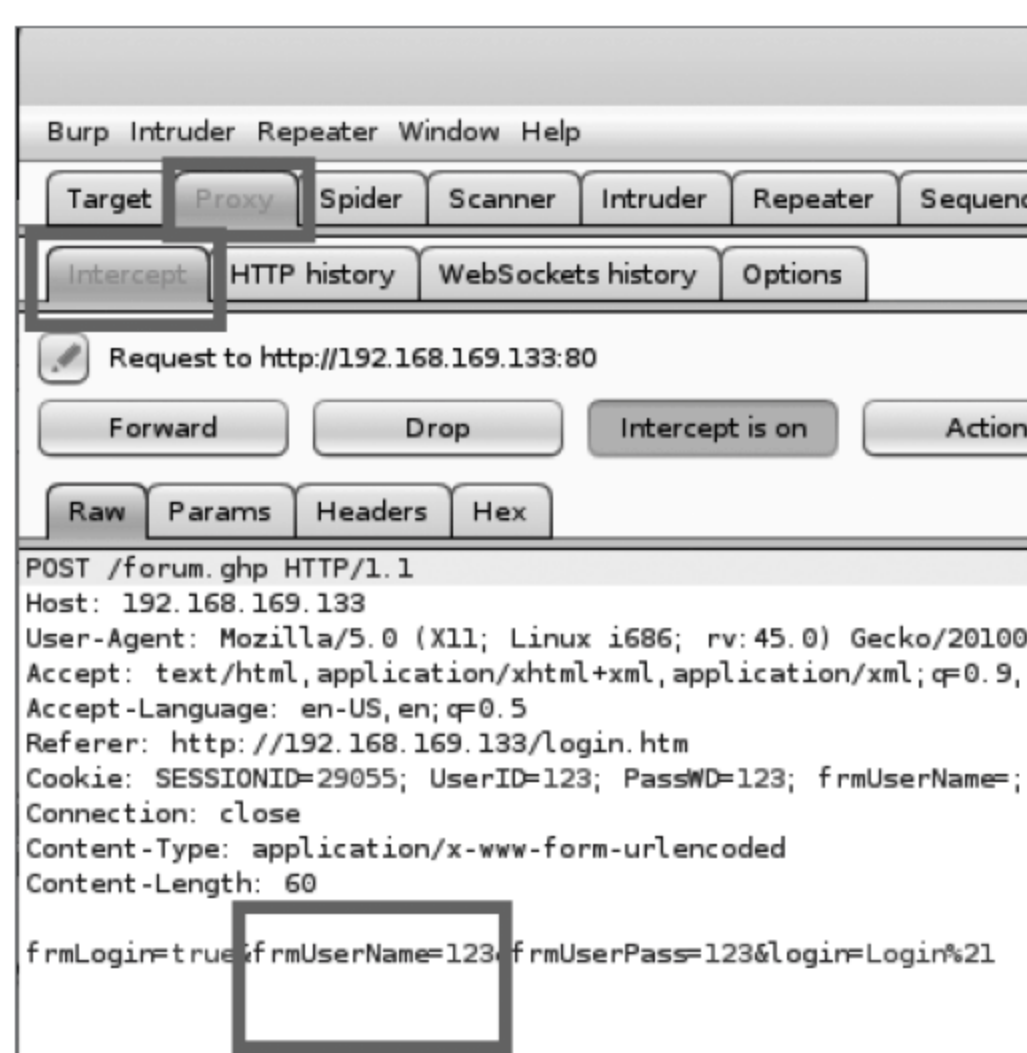 Burp Intruder Repeater Window Help
Target Proxy Spider Scanner Intruder Repeater Sequenc
Intercept HTTP history WebSockets history Options
Request to http://192.168.169.133:80
Forward Drop Intercept is on Action
Raw Params Headers Hex
POST /forum.ghp HTTP/1.1
Host: 192.168.169.133
User-Agent: Mozilla/5.0 (X11; Linux i686; rv:45.0) Gecko/20100
Accept: text/html,application/xhtml+xml,application/xml;q=0.9,
Accept-Language: en-US,en;q=0.5
Referer: http://192.168.169.133/login.htm
Cookie: SESSIONID=29055; UserID=123; PassWD=123; frmUserName=;
Connection: close
Content-Type: application/x-www-form-urlencoded
Content-Length: 60
frmLogin=true&frmUserName=123&frmUserPass=123&login=Login%21